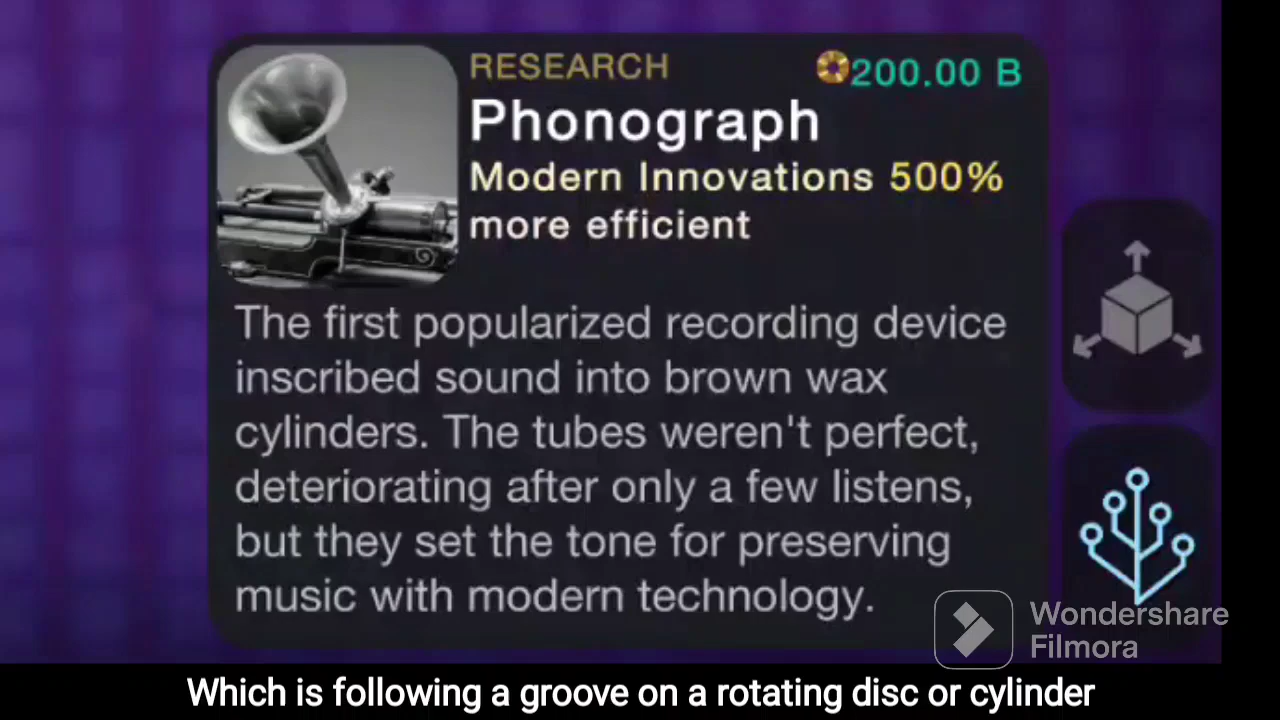 RESEARCH
200.00 B
Phonograph
Modern Innovations 500%
more efficient
The first popularized recording device
inscribed sound into brown wax
cylinders. The tubes weren't perfect,
deteriorating after only a few listens,
but they set the tone for preserving
music with modern technology.
Wondershare
Filmora
Which is following a groove on a rotating disc or cylinder